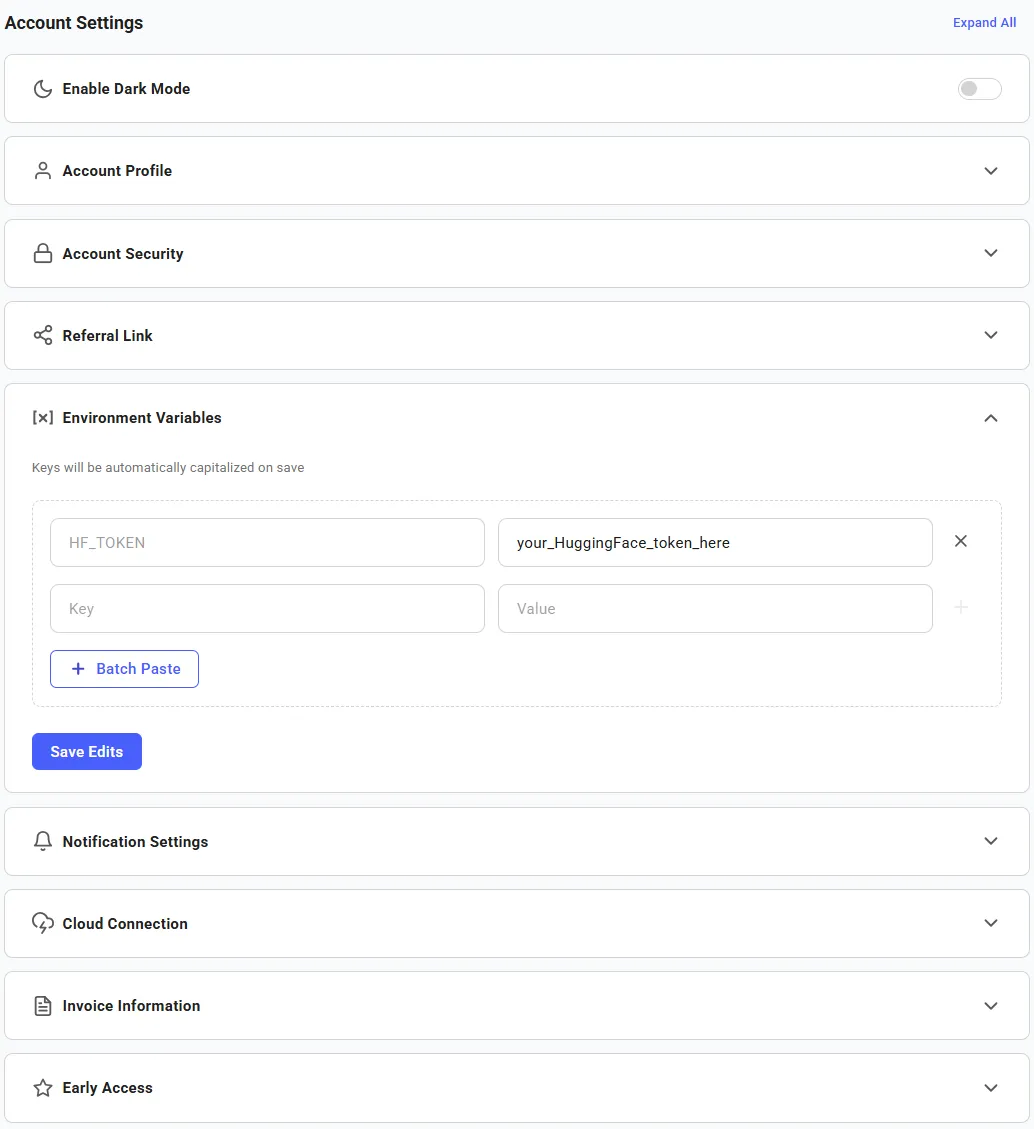 Account Settings
Expand All
Enable Dark Mode
Account Profile
Account Security
Referral Link
Environment Variables
Keys will be automatically capitalized on save
HF_TOKEN your_HuggingFace_token_here
Key Value
Batch Paste
Save Edits
Notification Settings
Cloud Connection
Invoice Information
Early Access